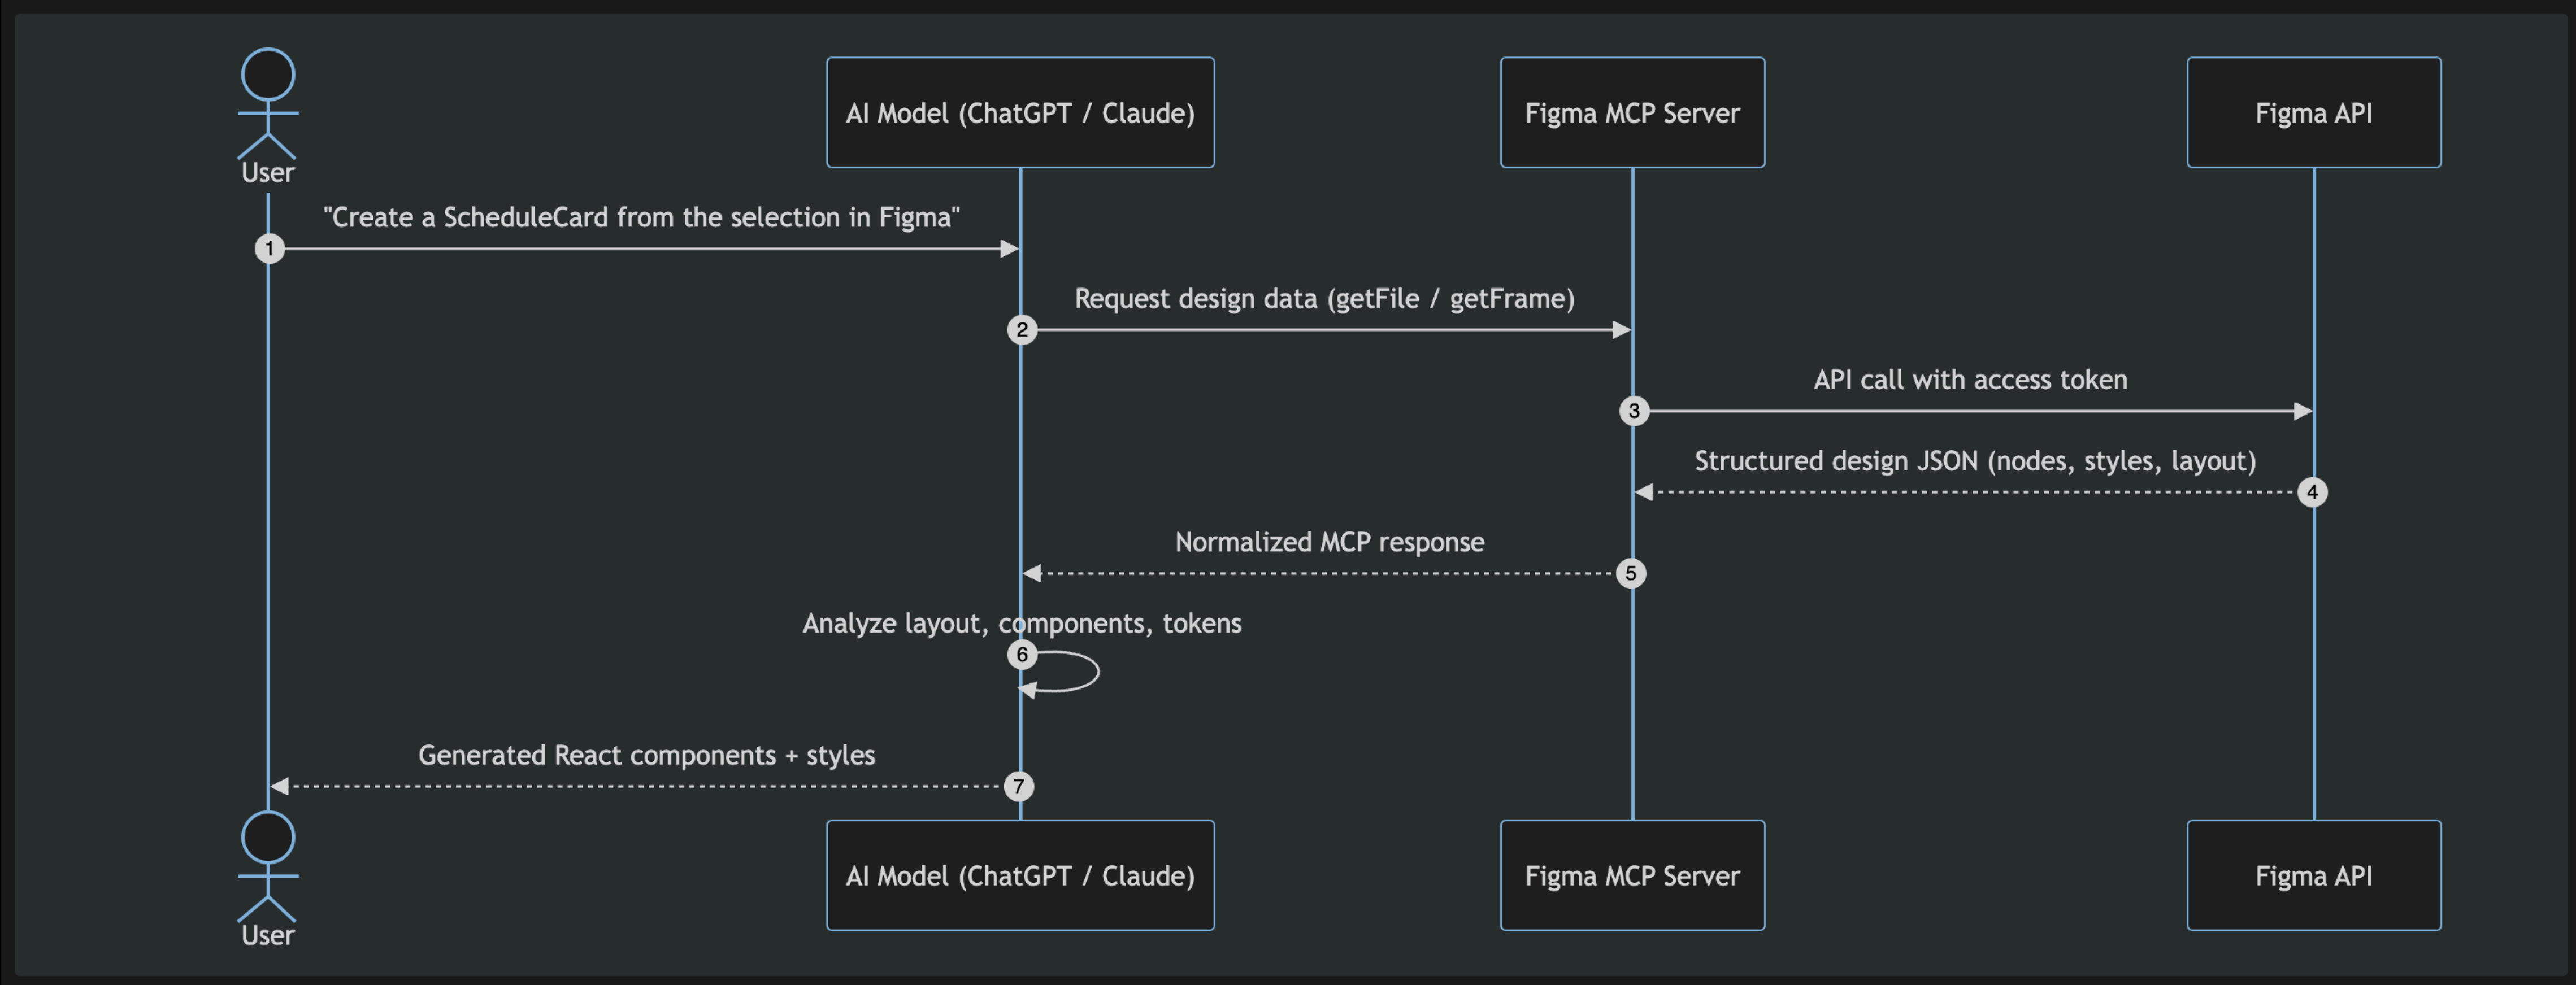 AI Model (ChatGPT / Claude)
Figma MCP Server
Figma API
User
"Create a ScheduleCard from the selection in Figma"
1
Request design data (getFile / getFrame)
2
API call with access token
3
Structured design JSON (nodes, styles, layout)
4
Normalized MCP response
5
Analyze layout, components, tokens
6
Generated React components + styles
7
AI Model (ChatGPT / Claude)
Figma MCP Server
Figma API
User